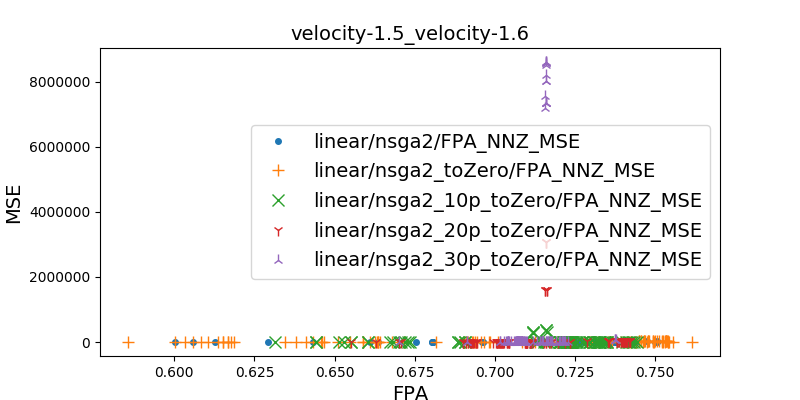 velocity-1.5_velocity-1.6
8000000
6000000
4000000
2000000
0
MSE
linear/nsga2/FPA_NNZ_MSE
linear/nsga2_toZero/FPA_NNZ_MSE
linear/nsga2_10p_toZero/FPA_NNZ_MSE
linear/nsga2_20p_toZero/FPA_NNZ_MSE
linear/nsga2_30p_toZero/FPA_NNZ_MSE
0.600 0.625 0.650 0.675 0.700 0.725 0.750
FPA